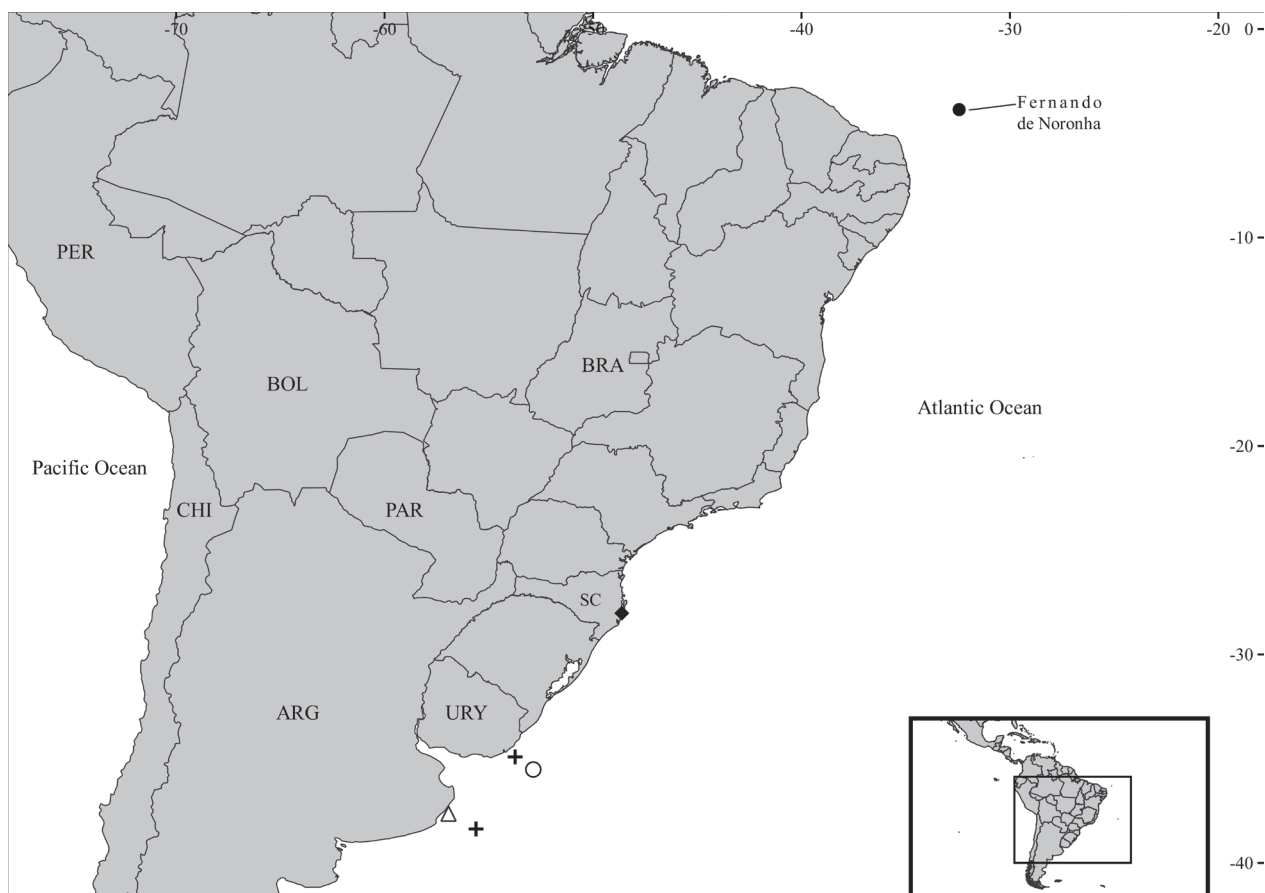 -70
-60
-50
-40
-30
-20
0
Fernando
de Noronha
PER
-10
BRA
BOL
Atlantic Ocean
-20
Pacific Ocean
CHI
PAR
SC
-30
ARG
URY
-40